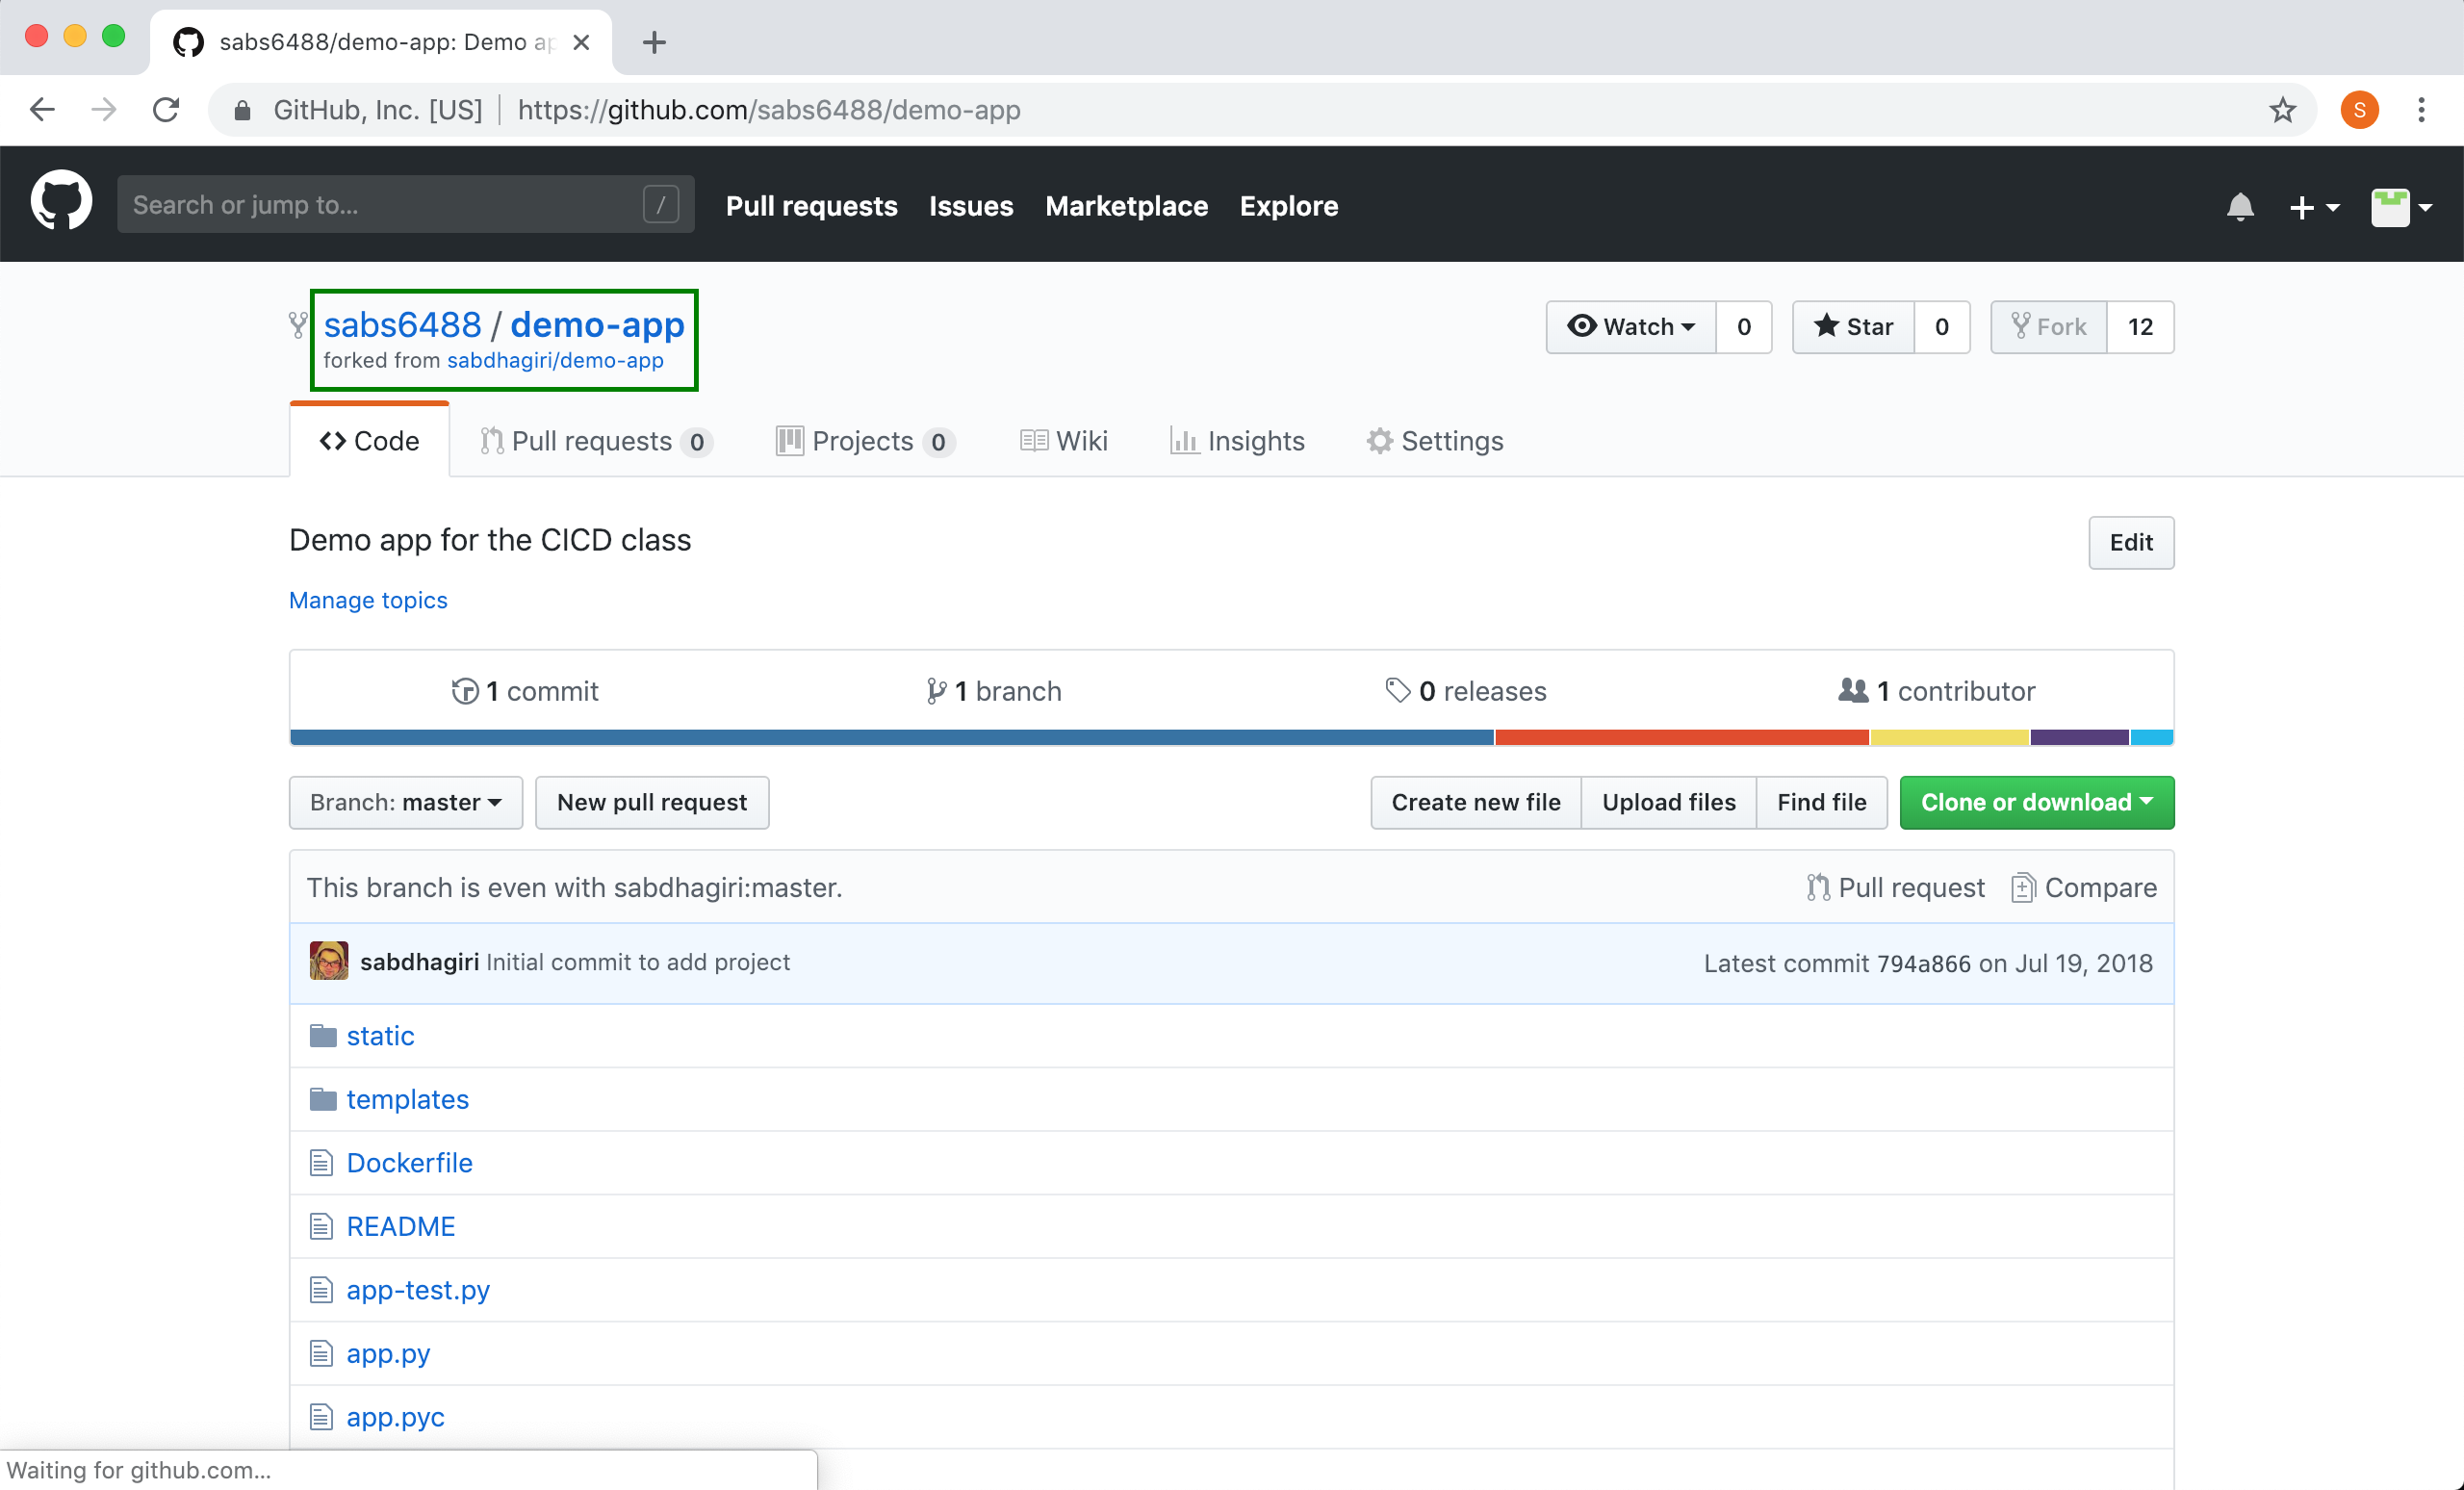 sabs6488/demo-app: Demo ap
GitHub, Inc. [US] https://github.com/sabs6488/demo-app S
Search or jump to... / Pull requests Issues Marketplace Explore
sabs6488 / demo-app Watch 0 Star 0 Fork 12
forked from sabdhagiri/demo-app
Code Pull requests 0 Projects 0 Wiki Insights Settings
Demo app for the CICD class Edit
Manage topics
1 commit 1 branch 0 releases 1 contributor
Branch: master New pull request Create new file Upload files Find file Clone or download
This branch is even with sabdhagiri:master. Pull request Compare
sabdhagiri Initial commit to add project Latest commit 794a866 on Jul 19, 2018
static
templates
Dockerfile
README
app-test.py
app.py
app.pyc
Waiting for github.com...